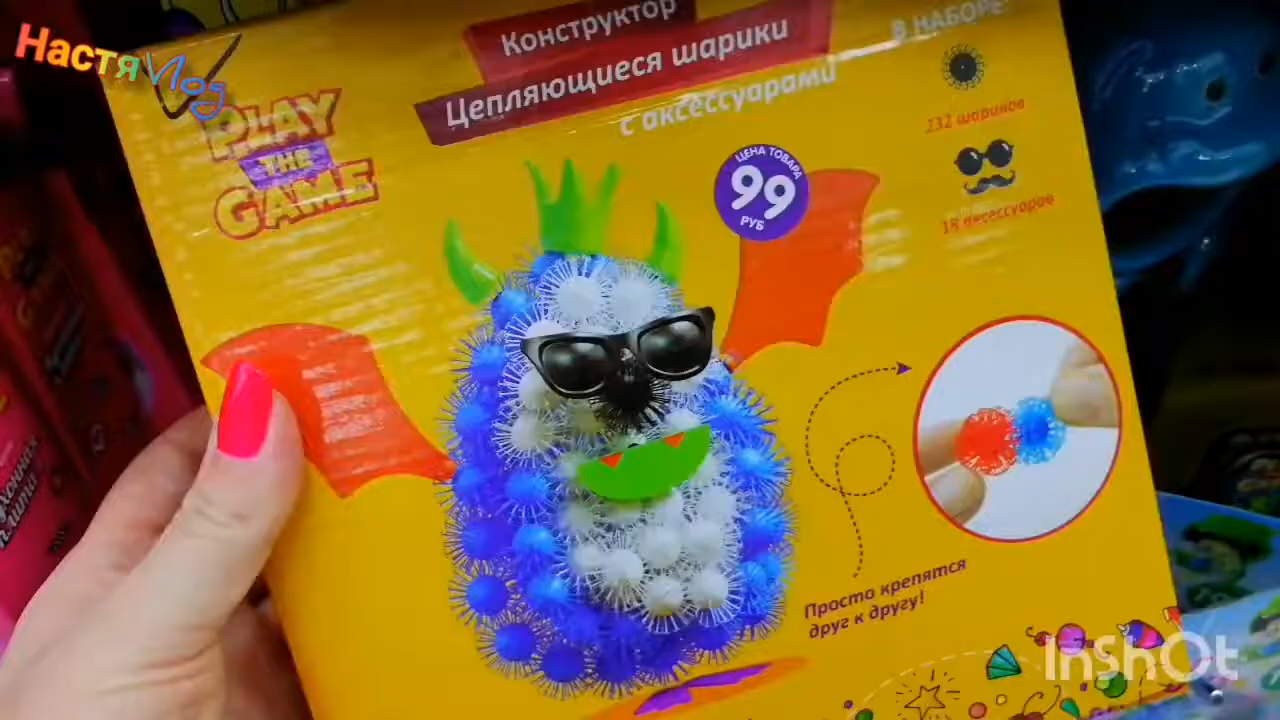 НастяVlog
PLAY
THE
GAME
Конструктор
Цепляющиеся шарики
с аксессуарами
В НАБОРЕ:
232 шариков
18 аксессуаров
ЦЕНА ТОВАРА
99
РУБ
Просто крепятся
друг к другу!
InShOt